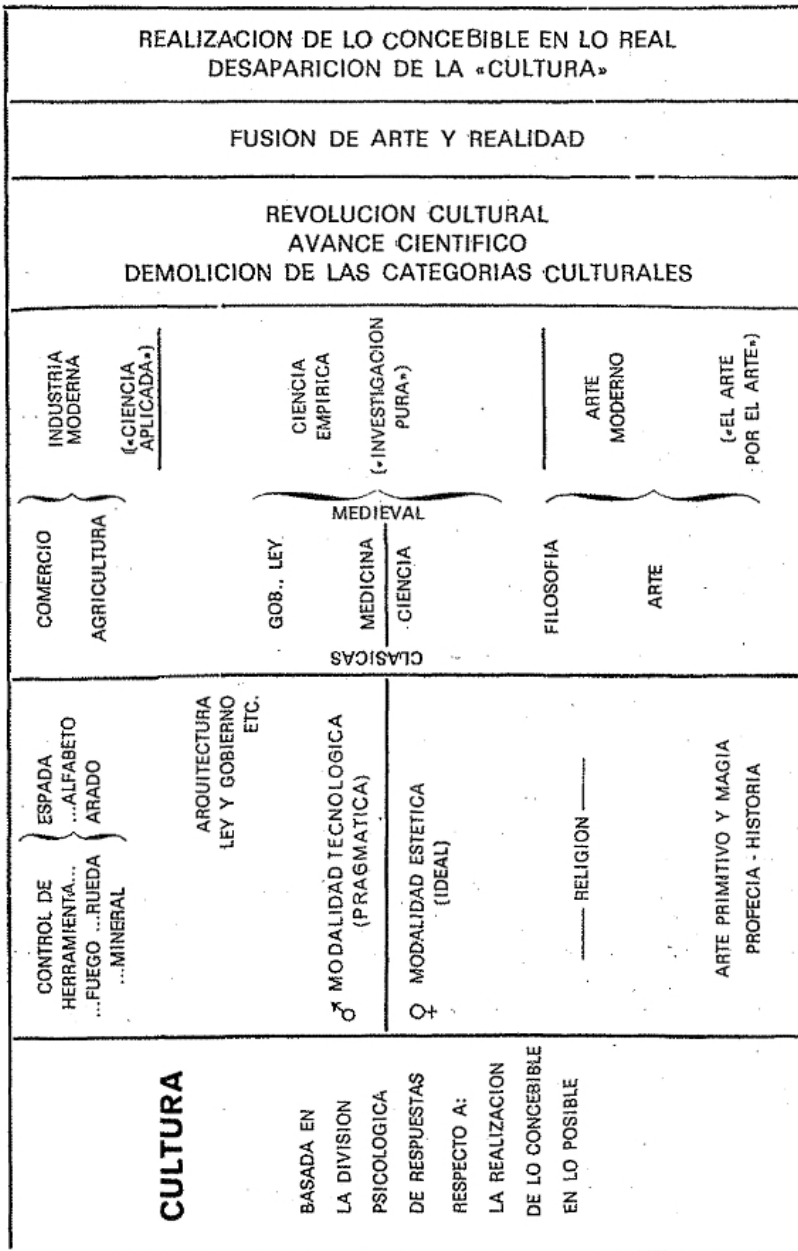 REALIZACION DE LO CONCEBIBLE EN LO REAL
DESAPARICION DE LA «CULTURA»
FUSION DE ARTE Y REALIDAD
REVOLUCION CULTURAL
AVANCE CIENTIFICO
DEMOLICION DE LAS CATEGORIAS CULTURALES
INDUSTRIA
MODERNA
(«CIENCIA
APLICADA»)
CIENCIA
EMPIRICA
(«INVESTIGACION
PURA»)
ARTE
MODERNO
(«EL ARTE
POR EL ARTE»)
MEDIEVAL
COMERCIO
AGRICULTURA
GOB., LEY
MEDICINA
CIENCIA
FILOSOFIA
ARTE
CLASICAS
CONTROL DE
HERRAMIENTA...
...FUEGO ...RUEDA
...MINERAL
ESPADA
...ALFABETO
ARADO
ARQUITECTURA
LEY Y GOBIERNO
ETC.
♂ MODALIDAD TECNOLOGICA
(PRAGMATICA)
♀ MODALIDAD ESTETICA
(IDEAL)
—— RELIGION ——
ARTE PRIMITIVO Y MAGIA
PROFECIA - HISTORIA
CULTURA
BASADA EN
LA DIVISION
PSICOLOGICA
DE RESPUESTAS
RESPECTO A:
LA REALIZACION
DE LO CONCEBIBLE
EN LO POSIBLE